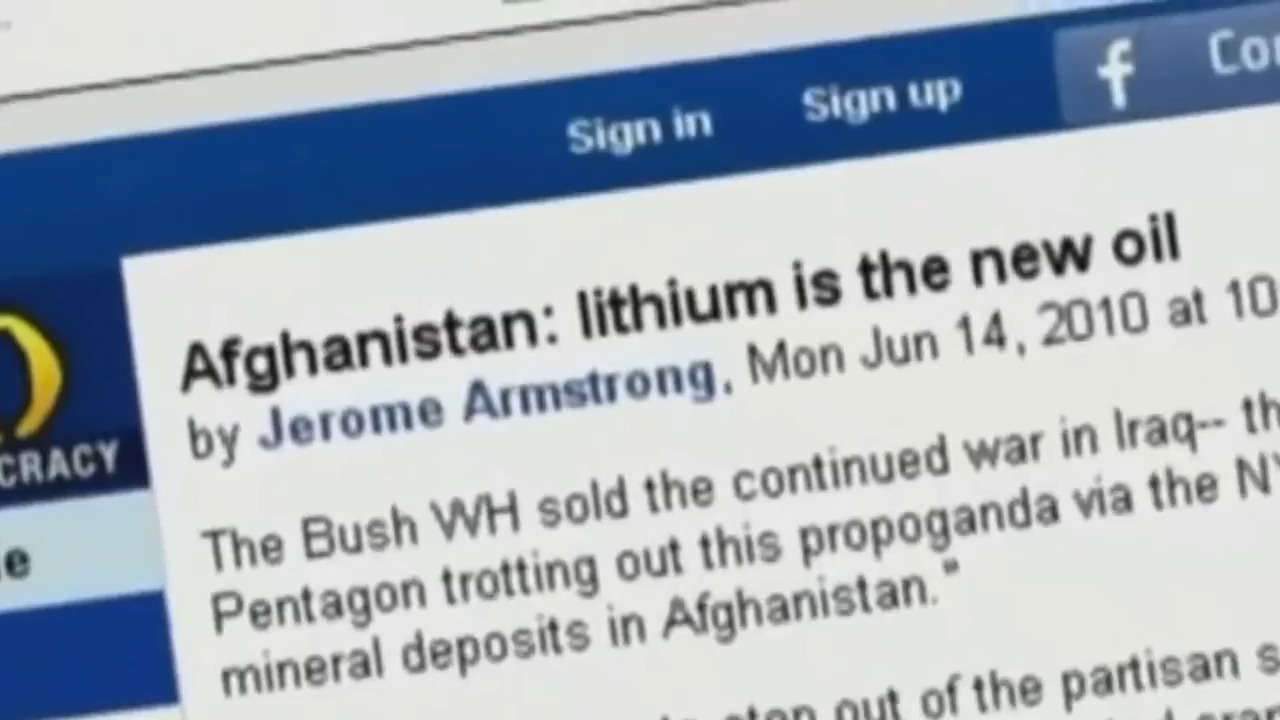 Sign in
Sign up
f
Afghanistan: lithium is the new oil
by Jerome Armstrong, Mon Jun 14, 2010 at 10
CRACY
The Bush WH sold the continued war in Iraq-- th
Pentagon trotting out this propoganda via the NY
mineral deposits in Afghanistan."
out of the partisan s